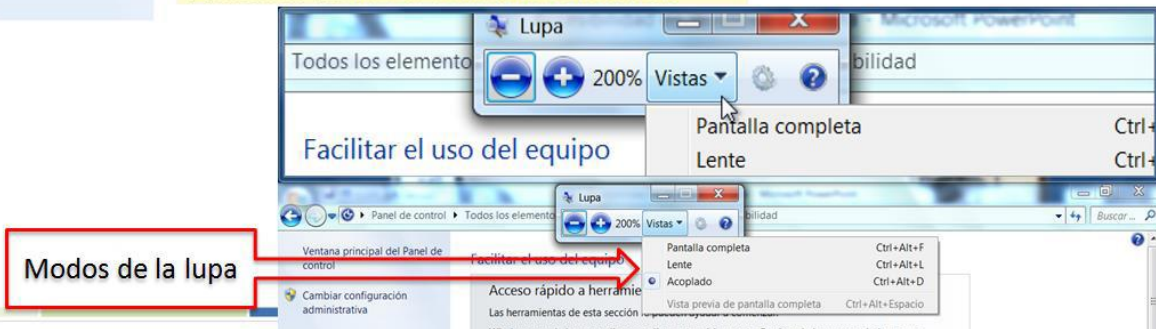 Lupa
Microsoft PowerPoint
Todos los elemento
bilidad
200% Vistas
Pantalla completa Ctrl+
Facilitar el uso del equipo
Lente Ctrl+
Lupa
Panel de control Todos los elemento
200% Vistas
bilidad
Buscar...
Ventana principal del Panel de
control
Facilitar el uso del equipo
Pantalla completa Ctrl+Alt+F
Lente Ctrl+Alt+L
Acoplado Ctrl+Alt+D
Vista previa de pantalla completa Ctrl+Alt+Espacio
Modos de la lupa
Cambiar configuración
administrativa
Acceso rápido a herramie
Las herramientas de esta sección